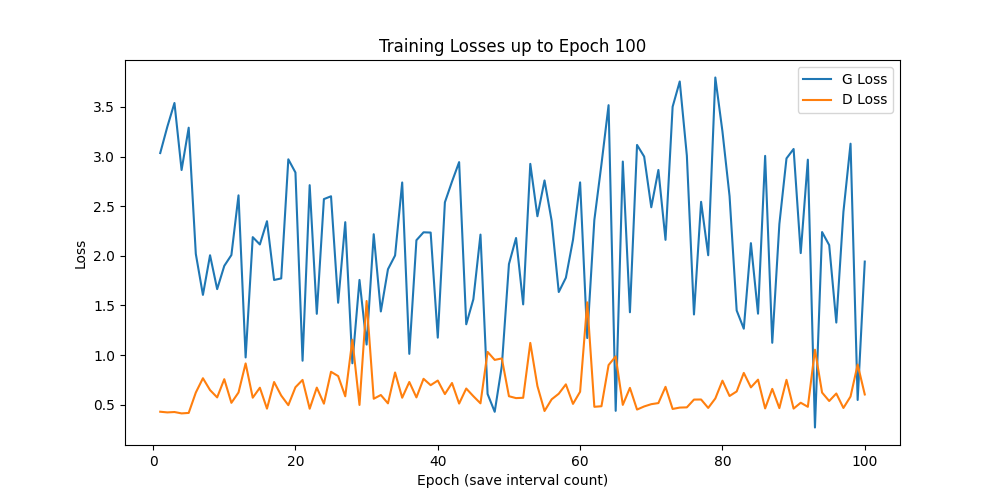 Training Losses up to Epoch 100
G Loss
D Loss
3.5
3.0
2.5
2.0
1.5
1.0
0.5
Loss
0 20 40 60 80 100
Epoch (save interval count)